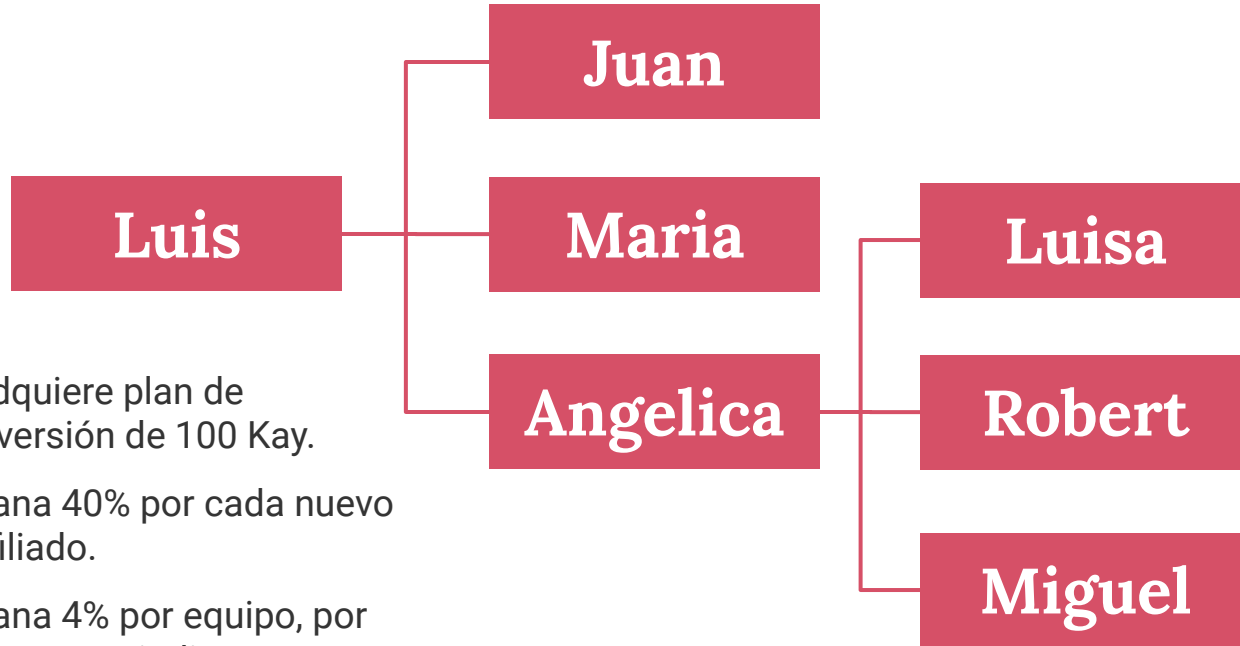 Juan
Luis
Maria
Luisa
Angelica
Robert
Miguel
dquiere plan de
versión de 100 Kay.
ana 40% por cada nuevo
iliado.
ana 4% por equipo, por